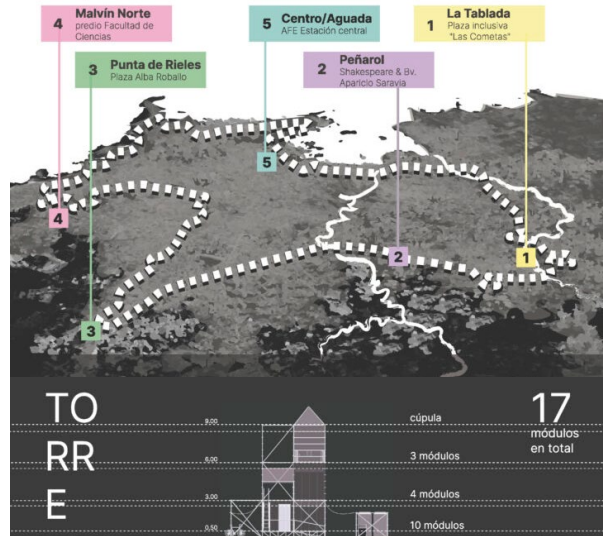 4 Malvín Norte
predio Facultad de
Ciencias
5 Centro/Aguada
AFE Estación central
1 La Tablada
Plaza inclusiva
"Las Cometas"
3 Punta de Rieles
Plaza Alba Roballo
2 Peñarol
Shakespeare & Bv.
Aparicio Saravia
5
4
2
1
3
TO
RR
E
9,00
6,00
3,00
0,50
cúpula
3 módulos
4 módulos
10 módulos
17
módulos
en total